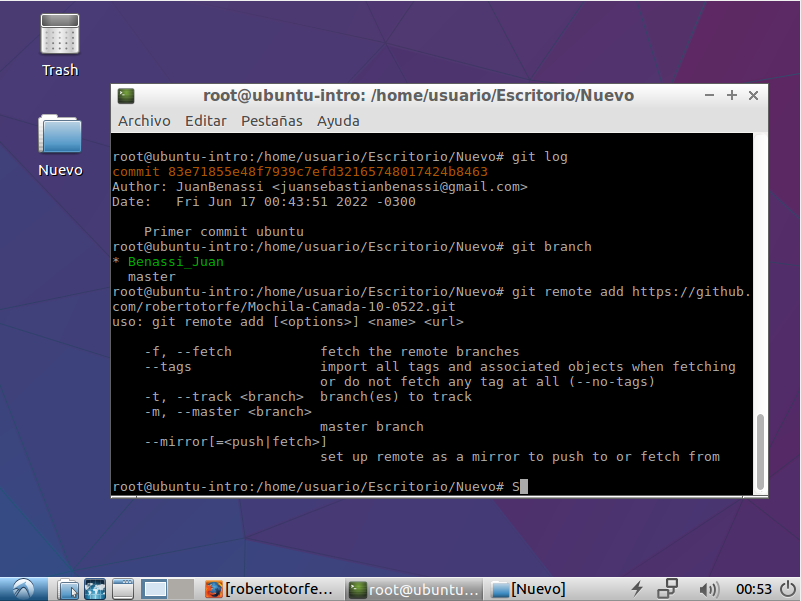 Trash
Nuevo
root@ubuntu-intro: /home/usuario/Escritorio/Nuevo
Archivo Editar Pestañas Ayuda
root@ubuntu-intro:/home/usuario/Escritorio/Nuevo# git log
commit 83e71855e48f7939c7efd32165748017424b8463
Author: JuanBenassi <juansebastianbenassi@gmail.com>
Date:   Fri Jun 17 00:43:51 2022 -0300
    Primer commit ubuntu
root@ubuntu-intro:/home/usuario/Escritorio/Nuevo# git branch
* Benassi_Juan
  master
root@ubuntu-intro:/home/usuario/Escritorio/Nuevo# git remote add https://github.
com/robertotorfe/Mochila-Camada-10-0522.git
uso: git remote add [<options>] <name> <url>
    -f, --fetch           fetch the remote branches
    --tags                import all tags and associated objects when fetching
                          or do not fetch any tag at all (--no-tags)
    -t, --track <branch>  branch(es) to track
    -m, --master <branch>
                          master branch
    --mirror[=<push|fetch>]
                          set up remote as a mirror to push to or fetch from
root@ubuntu-intro:/home/usuario/Escritorio/Nuevo# S
[robertotorfe... root@ubuntu... [Nuevo] 00:53